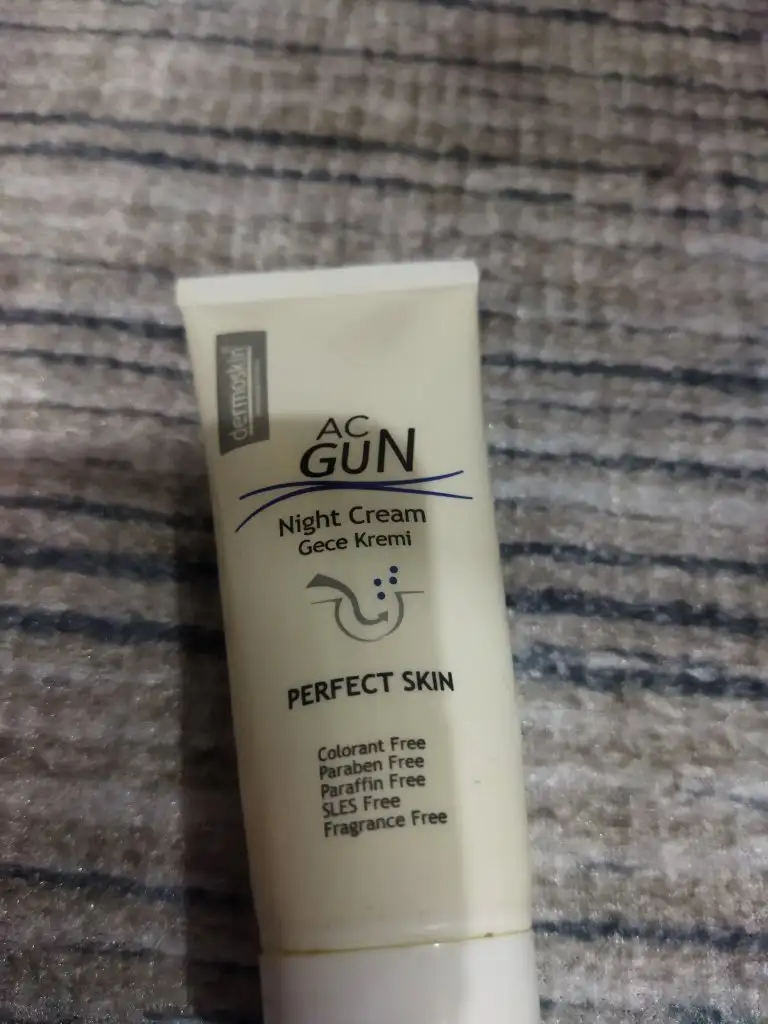 dermoskin
AC
GUN
Night Cream
Gece Kremi
PERFECT SKIN
Colorant Free
Paraben Free
Paraffin Free
SLES Free
Fragrance Free